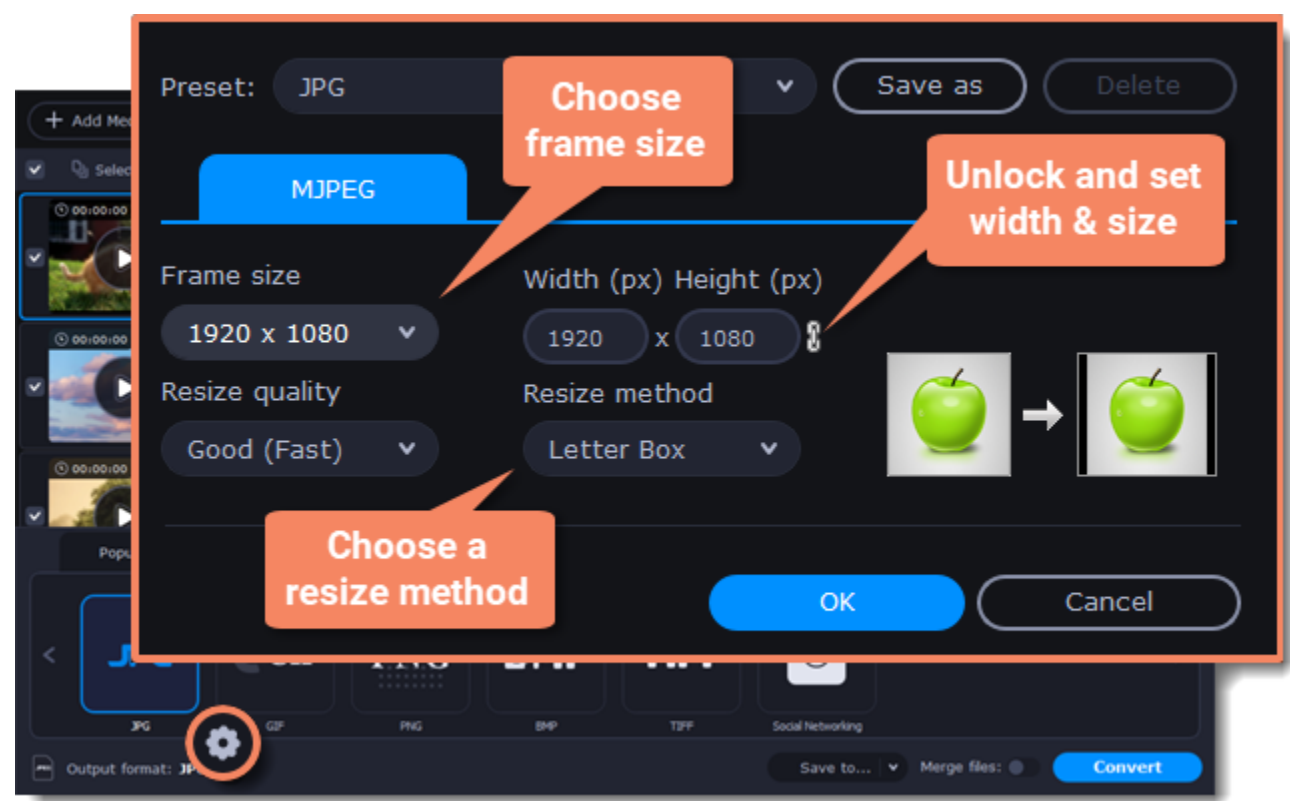 Preset:
JPG
Save as
Delete
Choose
frame size
Unlock and set
width & size
MJPEG
Frame size
Width (px) Height (px)
1920 x 1080
1920 x 1080
Resize quality
Resize method
Good (Fast)
Letter Box
Choose a
resize method
OK
Cancel
+ Add Med
Selec
00:00:00
00:00:00
00:00:00
Popu
JPG
GIF
PNG
BMP
TIFF
Social Networking
Output format: JP
Save to...
Merge files:
Convert